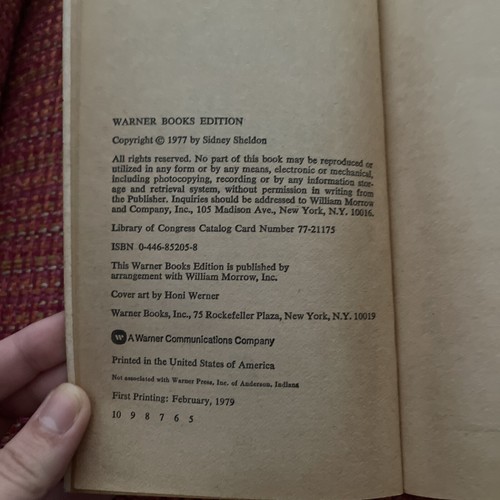 WARNER BOOKS EDITION
Copyright © 1977 by Sidney Sheldon
All rights reserved. No part of this book may be reproduced or
utilized in any form or by any means, electronic or mechanical,
including photocopying, recording or by any information stor-
age and retrieval system, without permission in writing from
the Publisher. Inquiries should be addressed to William Morrow
and Company, Inc., 105 Madison Ave., New York, N.Y. 10016.
Library of Congress Catalog Card Number 77-21175
ISBN 0-446-85205-8
This Warner Books Edition is published by
arrangement with William Morrow, Inc.
Cover art by Honi Werner
Warner Books, Inc., 75 Rockefeller Plaza, New York, N.Y. 10019
W A Warner Communications Company
Printed in the United States of America
Not associated with Warner Press, Inc. of Anderson, Indiana
First Printing: February, 1979
10 9 8 7 6 5